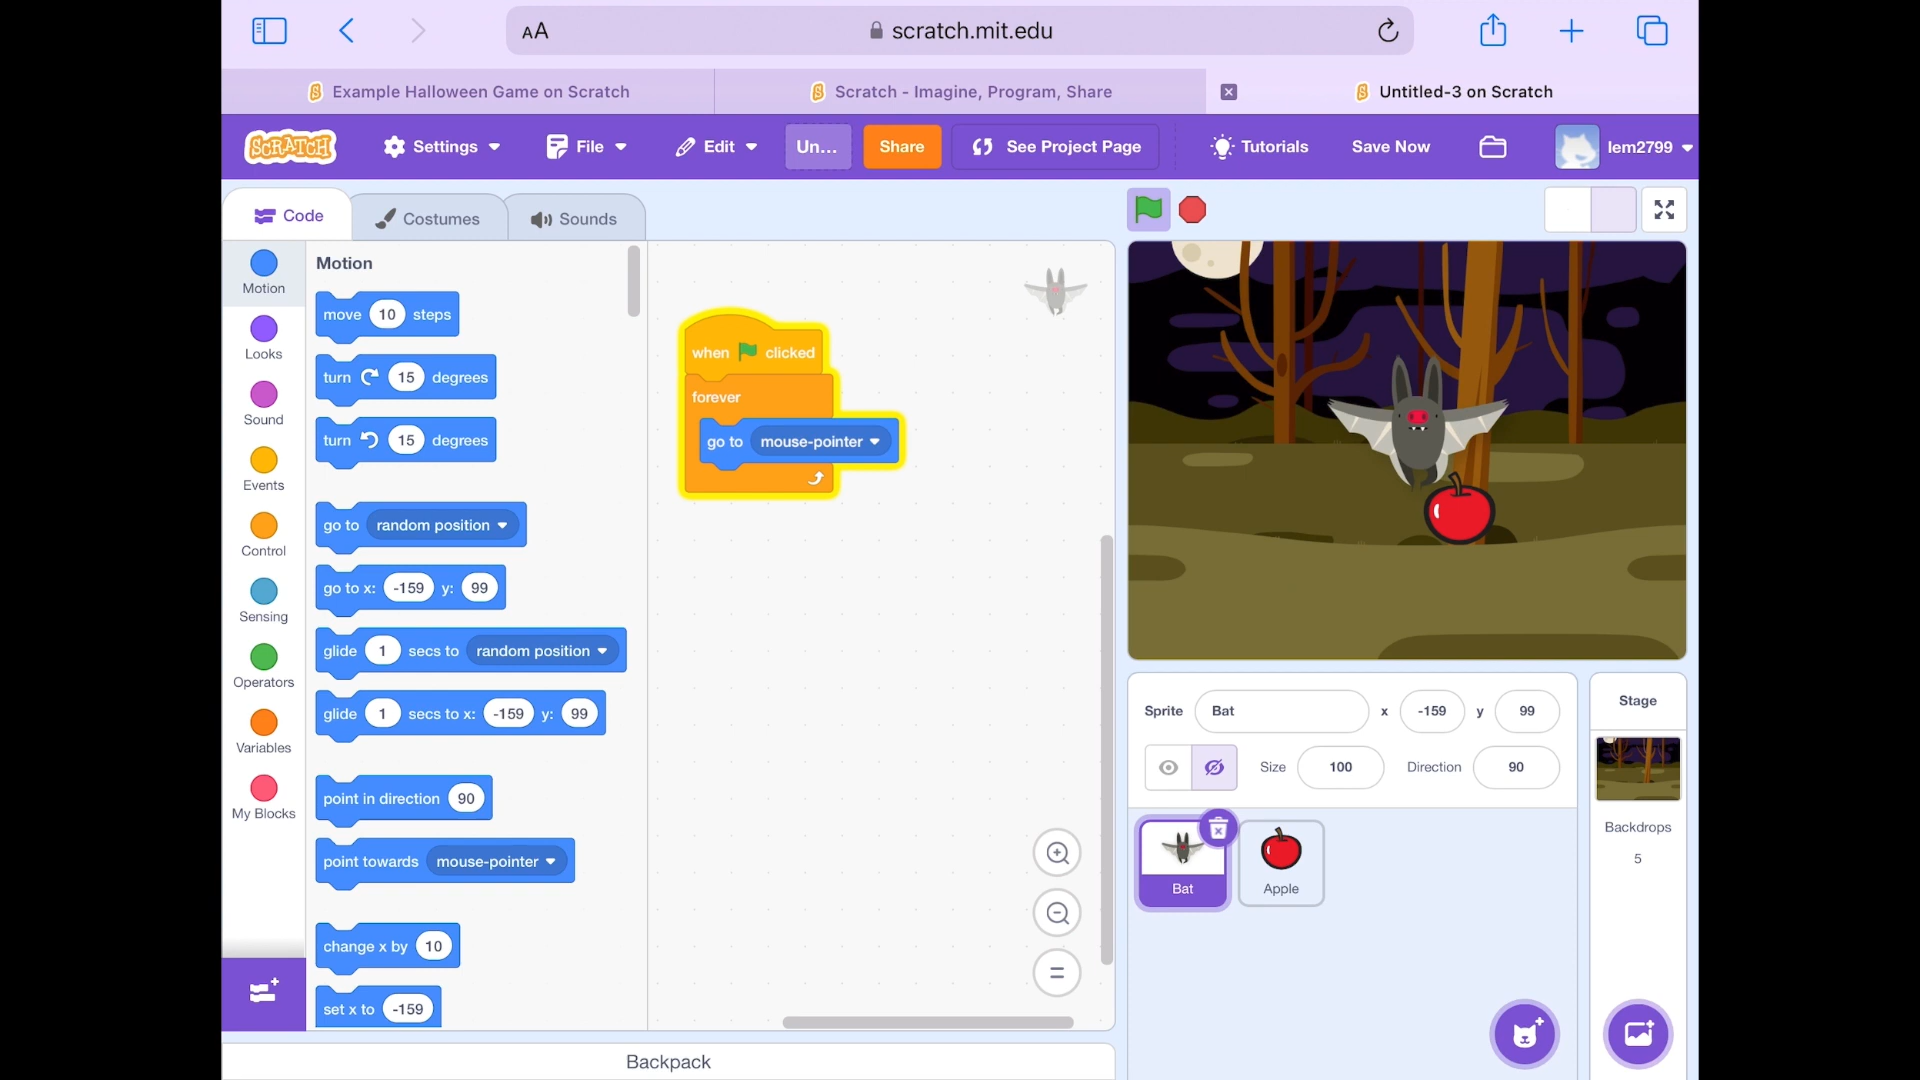 AA
scratch.mit.edu
Example Halloween Game on Scratch
Scratch - Imagine, Program, Share
Untitled-3 on Scratch
SCRATCH
Settings
File
Edit
Un...
Share
See Project Page
Tutorials
Save Now
lem2799
Code
Costumes
Sounds
Motion
Looks
Sound
Events
Control
Sensing
Operators
Variables
My Blocks
Motion
move 10 steps
turn 15 degrees
turn 15 degrees
go to random position
go to x: -159 y: 99
glide 1 secs to random position
glide 1 secs to x: -159 y: 99
point in direction 90
point towards mouse-pointer
change x by 10
set x to -159
when clicked
forever
go to mouse-pointer
Backpack
Sprite Bat x -159 y 99
Size 100 Direction 90
Bat
Apple
Stage
Backdrops
5